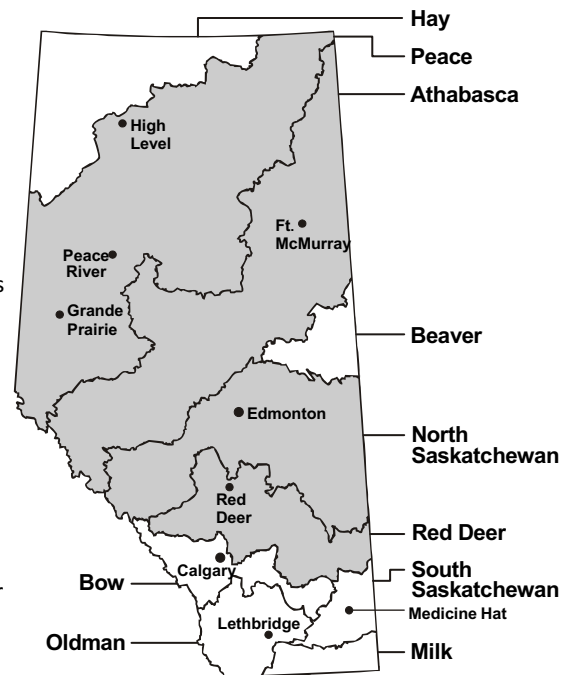 Hay
Peace
Athabasca
High
Level
Ft.
McMurray
Peace
River
s
Grande
Prairie
Beaver
Edmonton
North
Saskatchewan
Red
Deer
Red Deer
Calgary
South
Saskatchewan
Bow
r
Medicine Hat
Lethbridge
Oldman
Milk